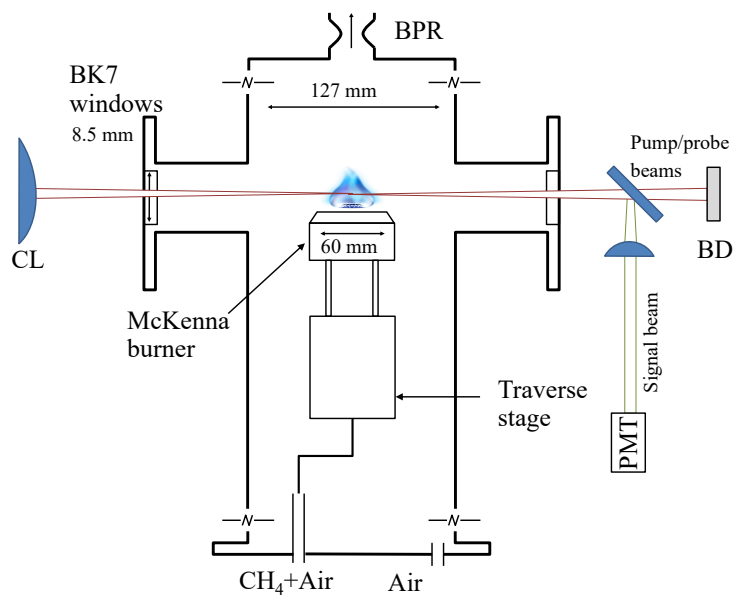 BPR
BK7
windows
8.5 mm
127 mm
Pump/probe
beams
60 mm
CL
BD
McKenna
burner
Signal beam
Traverse
stage
PMT
CH₄+Air
Air
N
N
N
N